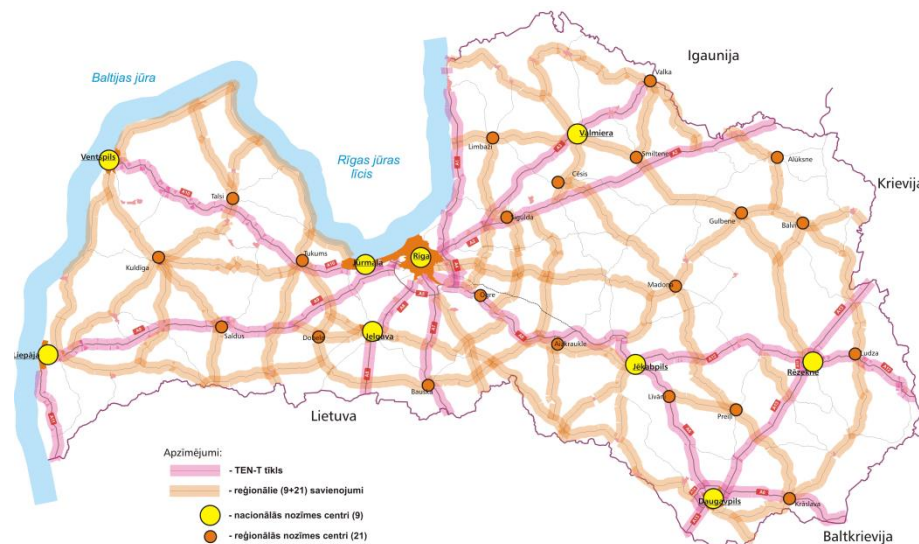 Igaunija
Baltijas jūra
Valka
Ventspils
Valmiera
Rīgas jūras
līcis
Limbaži
Smiltene
Alūksne
Cēsis
Krievija
Talsi
Sigulda
Gulbene
Balvi
Kuldīga
Tukums
Jūrmala
Rīga
Madona
Ogre
Saldus
Dobele
Jelgava
Aizkraukle
Liepāja
Jēkabpils
Rēzekne
Ludza
Bauska
Līvāni
Preiļi
Lietuva
Apzīmējumi:
- TEN-T tīkls
- reģionālie (9+21) savienojumi
- nacionālās nozīmes centri (9)
- reģionālās nozīmes centri (21)
Daugavpils
Krāslava
Baltkrievija